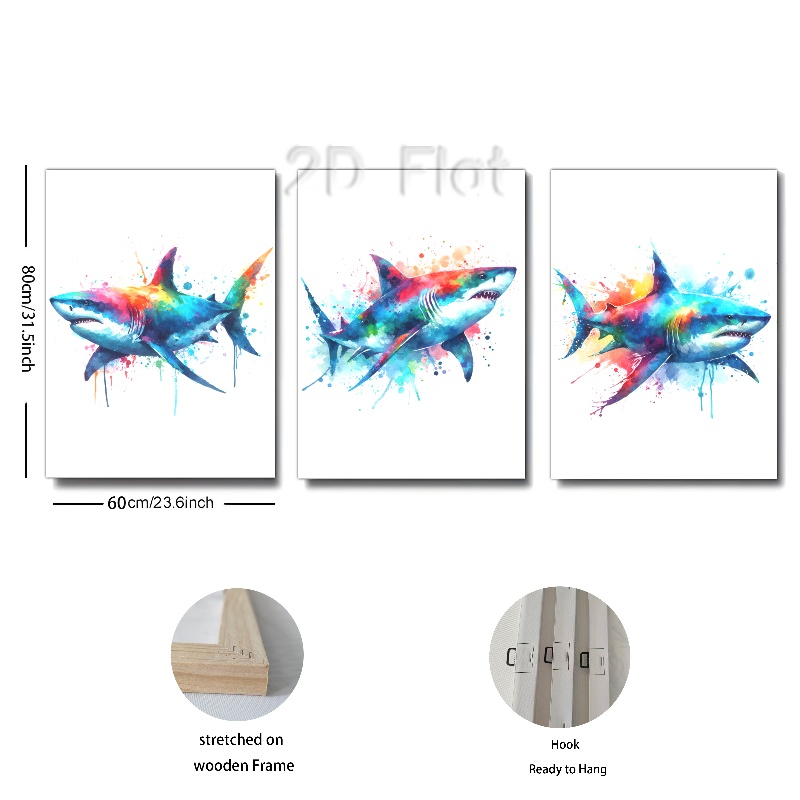 2D Flat
80cm/31.5inch
60cm/23.6inch
stretched on
wooden Frame
Hook
Ready to Hang